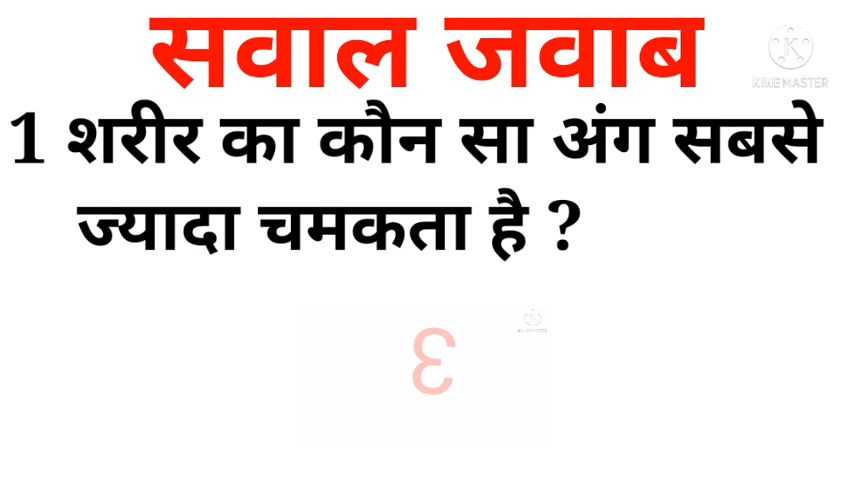 सवाल जवाब
KINEMASTER
1 शरीर का कौन सा अंग सबसे
ज्यादा चमकता है ?